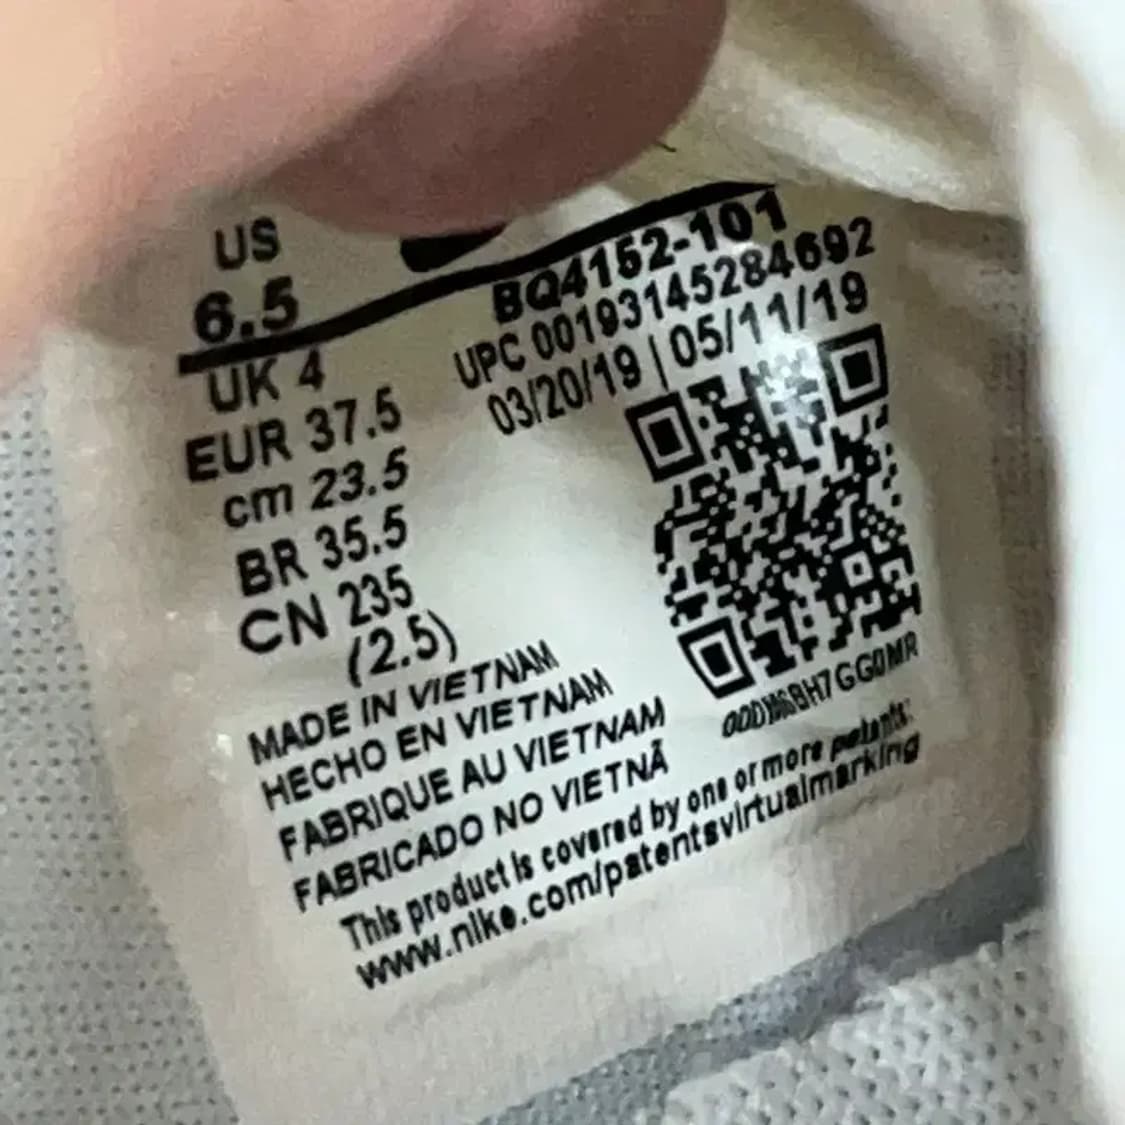 US
6.5
UK 4
EUR 37.5
cm 23.5
BR 35.5
CN 235
(2.5)
BQ4152-101
UPC 00193145284692
03/20/19 | 05/11/19
MADE IN VIETNAM
HECHO EN VIETNAM
FABRIQUE AU VIETNAM
FABRICADO NO VIETNÃ
This product is covered by one or more patents:
www.nike.com/patentsvirtualmarking